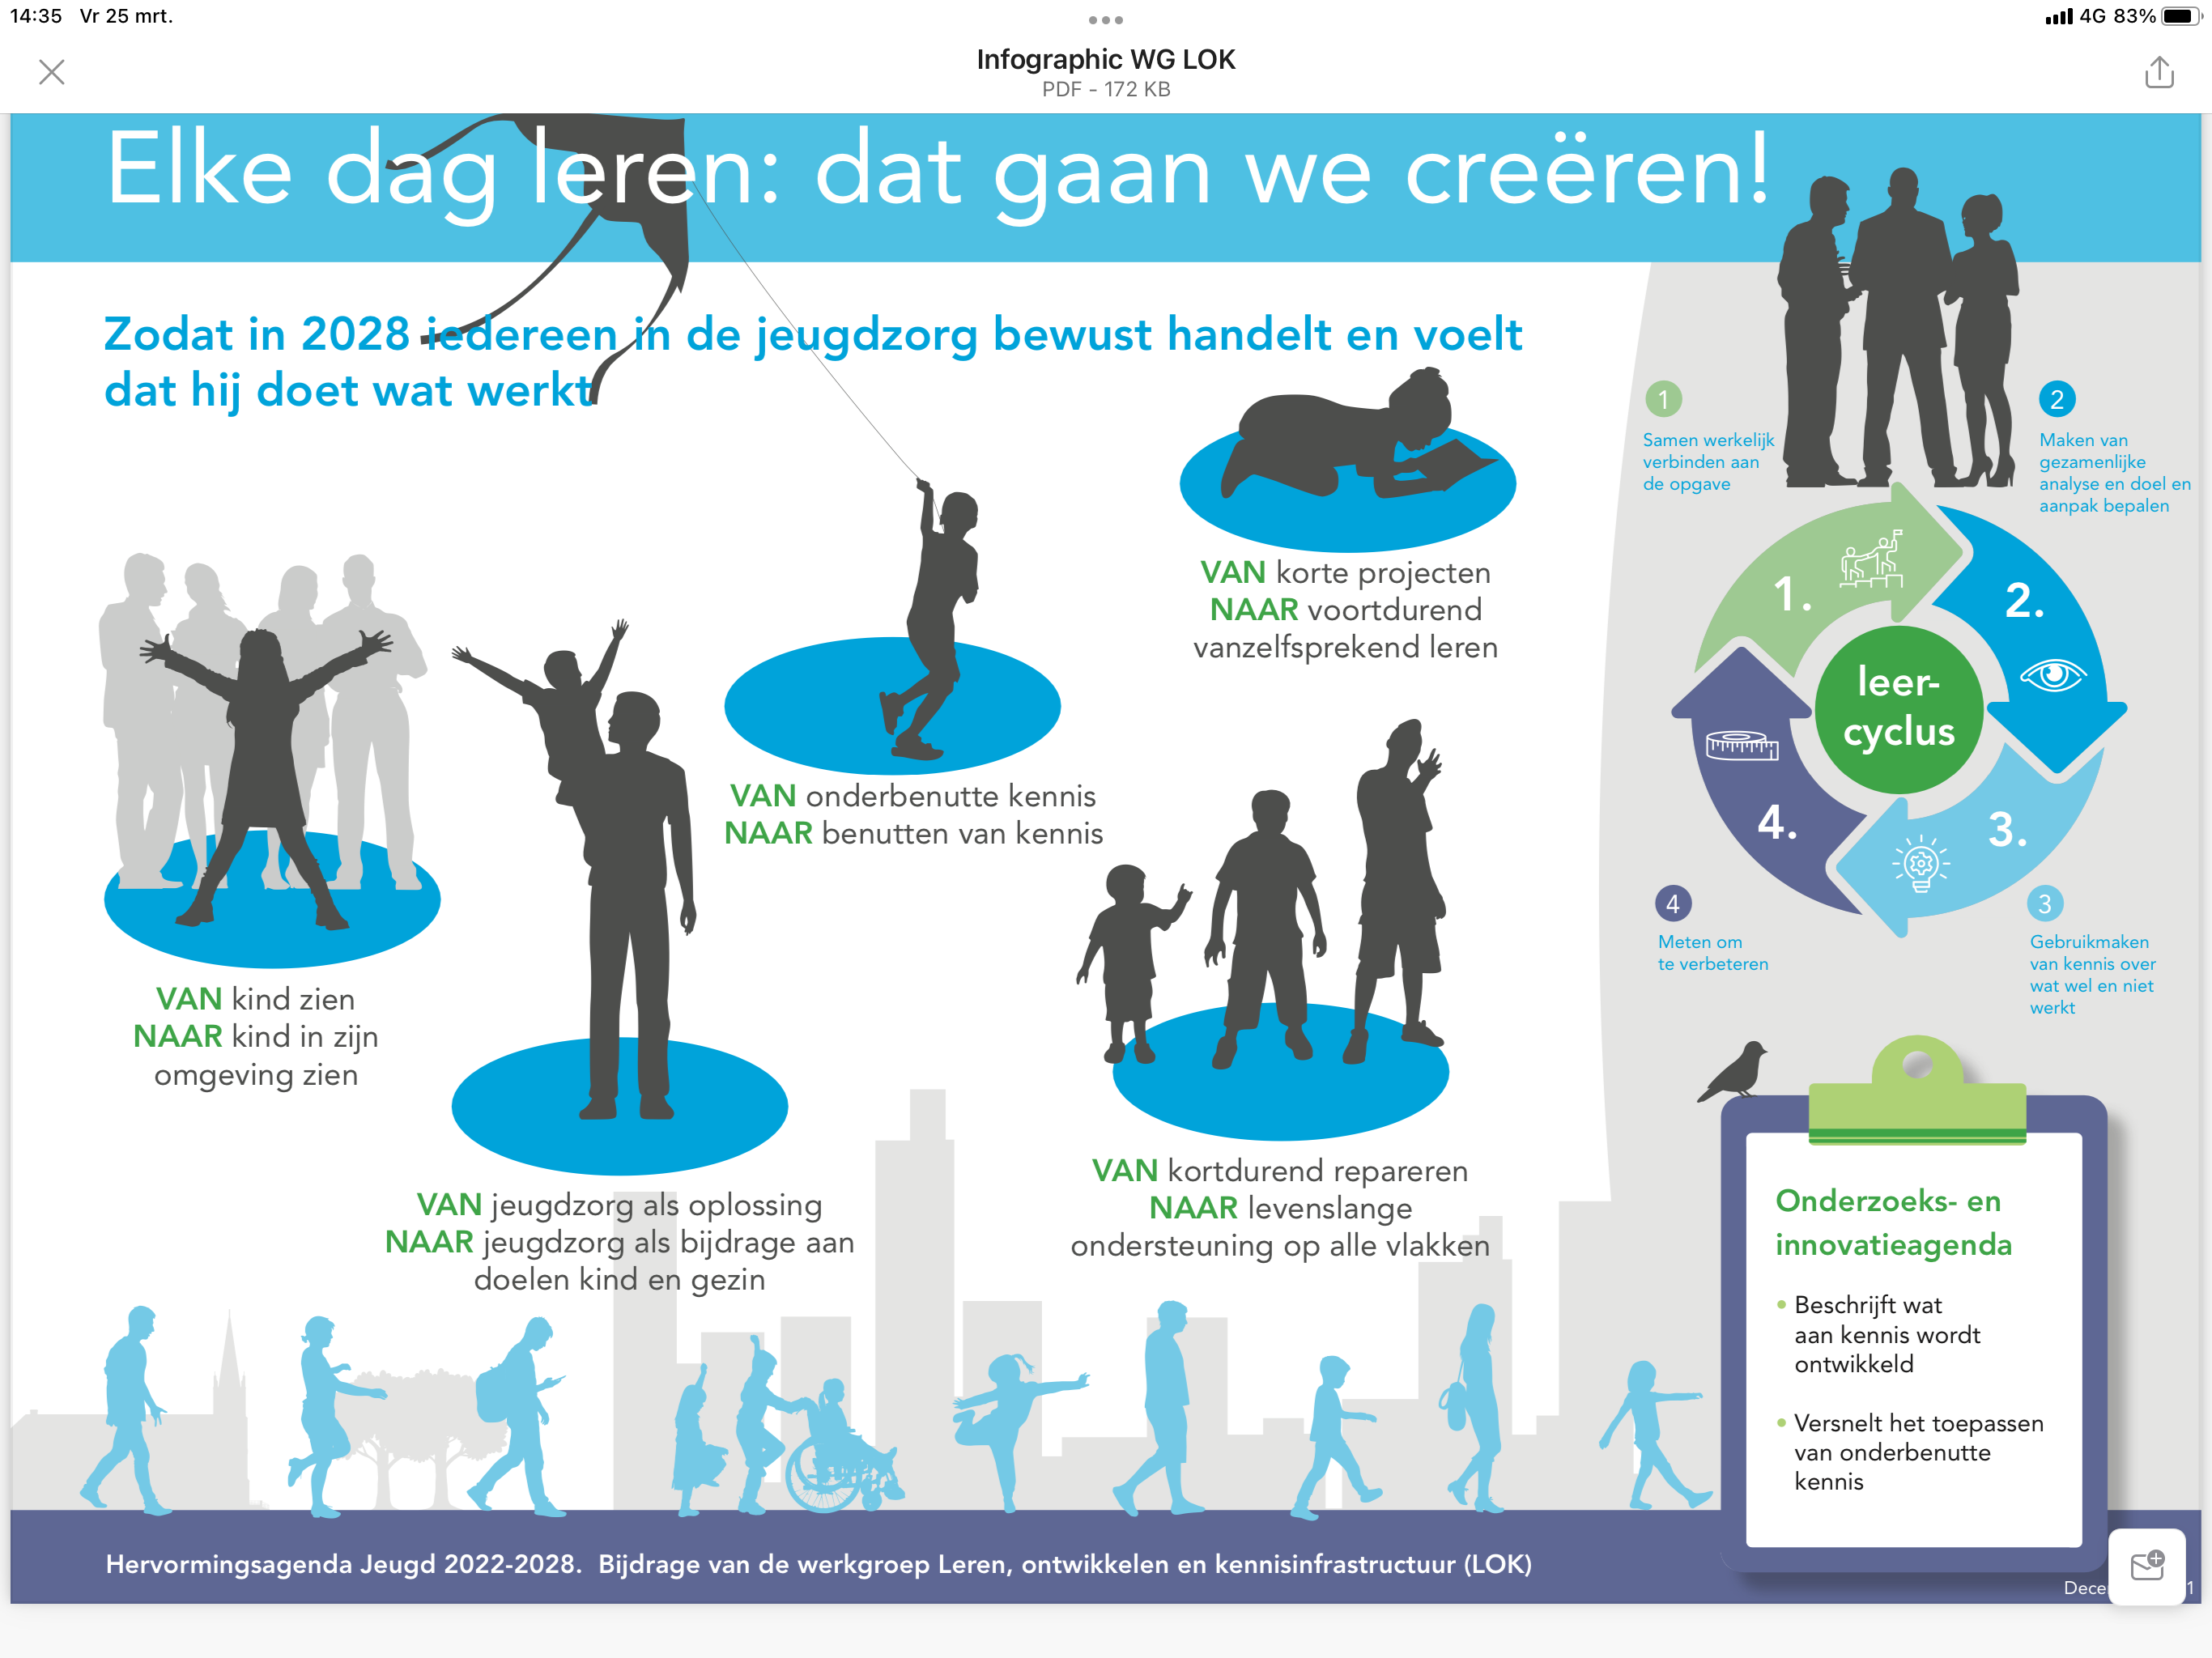 14:35 Vr 25 mrt.
4G 83%
Infographic WG LOK
PDF - 172 KB
Elke dag leren: dat gaan we creëren!
Zodat in 2028 iedereen in de jeugdzorg bewust handelt en voelt
dat hij doet wat werkt
VAN kind zien
NAAR kind in zijn
omgeving zien
VAN jeugdzorg als oplossing
NAAR jeugdzorg als bijdrage aan
doelen kind en gezin
VAN onderbenutte kennis
NAAR benutten van kennis
VAN korte projecten
NAAR voortdurend
vanzelfsprekend leren
VAN kortdurend repareren
NAAR levenslange
ondersteuning op alle vlakken
1
Samen werkelijk
verbinden aan
de opgave
2
Maken van
gezamenlijke
analyse en doel en
aanpak bepalen
1.
2.
leer-
cyclus
3.
4.
3
Gebruikmaken
van kennis over
wat wel en niet
werkt
4
Meten om
te verbeteren
Onderzoeks- en
innovatieagenda
• Beschrijft wat
aan kennis wordt
ontwikkeld
• Versnelt het toepassen
van onderbenutte
kennis
Hervormingsagenda Jeugd 2022-2028. Bijdrage van de werkgroep Leren, ontwikkelen en kennisinfrastructuur (LOK)